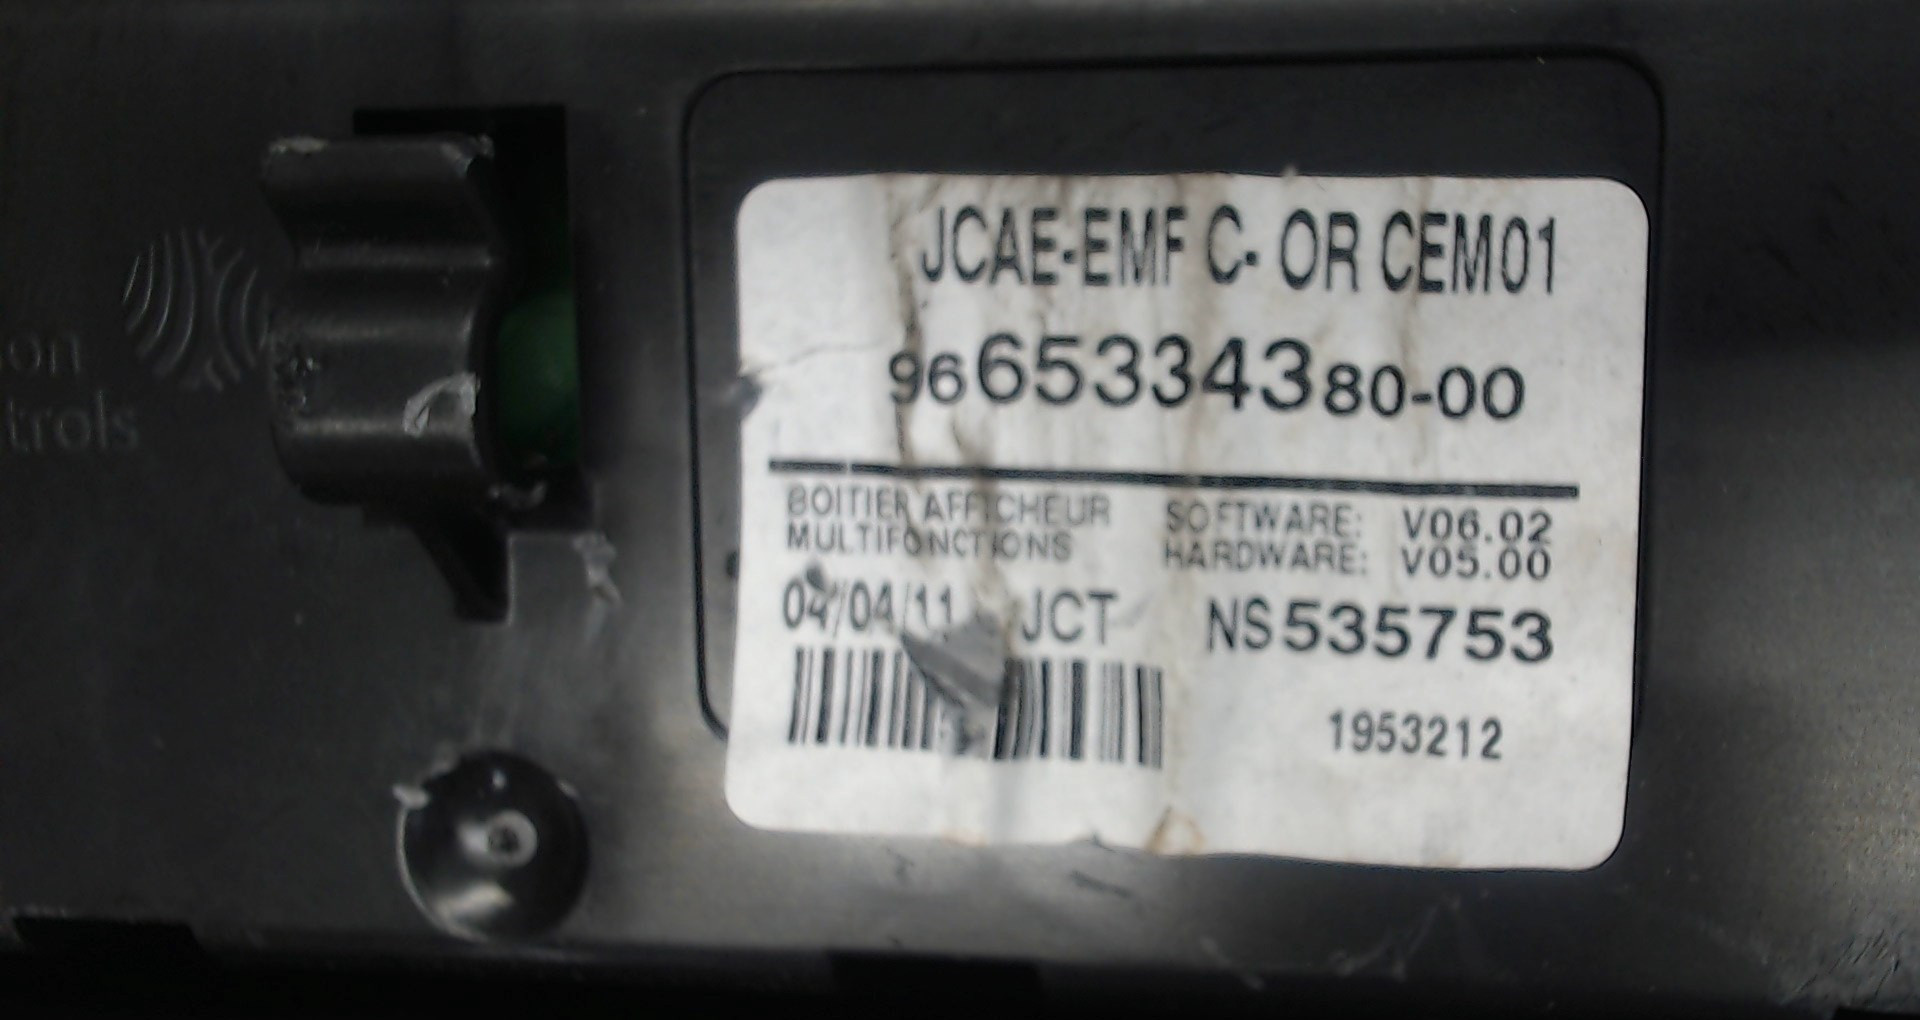 JCAE-EMF C- OR CEM01
9665334380-00
BOITIER AFFICHEUR
MULTIFONCTIONS
SOFTWARE: V06.02
HARDWARE: V05.00
04/04/11 JCT NS535753
1953212
on
trols